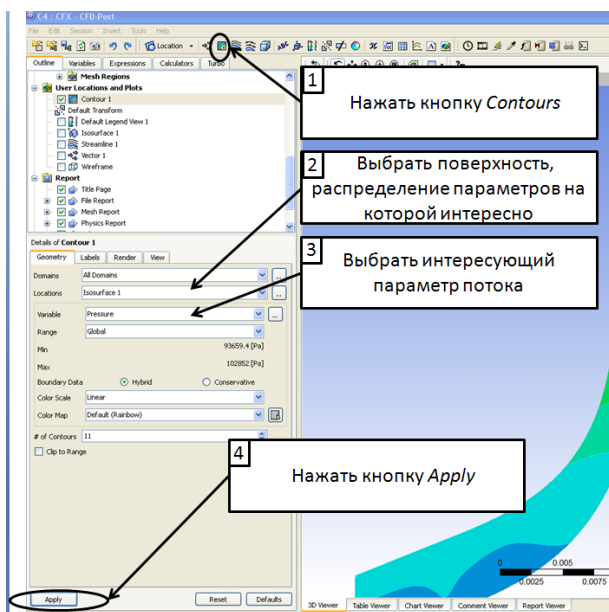 C4 : CFX - CFD-Post
File Edit Session Insert Tools Help
Location
Outline Variables Expressions Calculators Turbo
Mesh Regions
User Locations and Plots
Contour 1
Default Transform
Default Legend View 1
Isosurface 1
Streamline 1
Vector 1
Wireframe
Report
Title Page
File Report
Mesh Report
Physics Report
Details of Contour 1
Geometry Labels Render View
Domains All Domains ...
Locations Isosurface 1 ...
Variable Pressure ...
Range Global
Min 93659.4 [Pa]
Max 102852 [Pa]
Boundary Data Hybrid Conservative
Color Scale Linear
Color Map Default (Rainbow)
# of Contours 11
Clip to Range
Apply Reset Defaults
1
Нажать кнопку Contours
2
Выбрать поверхность,
распределение параметров на
которой интересно
3
Выбрать интересующий
параметр потока
4
Нажать кнопку Apply
0 0.005
0.0025 0.0075
3D Viewer Table Viewer Chart Viewer Comment Viewer Report Viewer